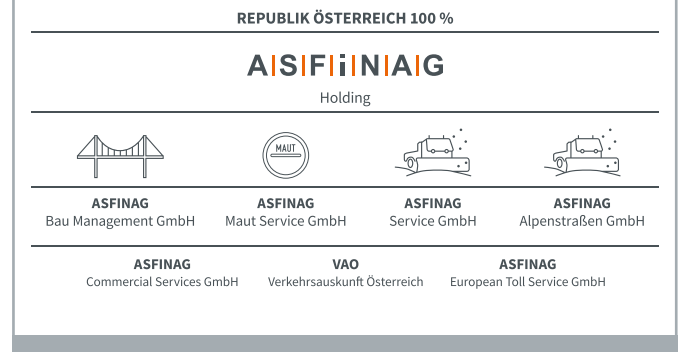 REPUBLIK ÖSTERREICH 100 %
A|S|F|i|N|A|G
Holding
MAUT
ASFINAG ASFINAG ASFINAG ASFINAG
Bau Management GmbH Maut Service GmbH Service GmbH Alpenstraßen GmbH
ASFINAG VAO ASFINAG
Commercial Services GmbH Verkehrsauskunft Österreich European Toll Service GmbH